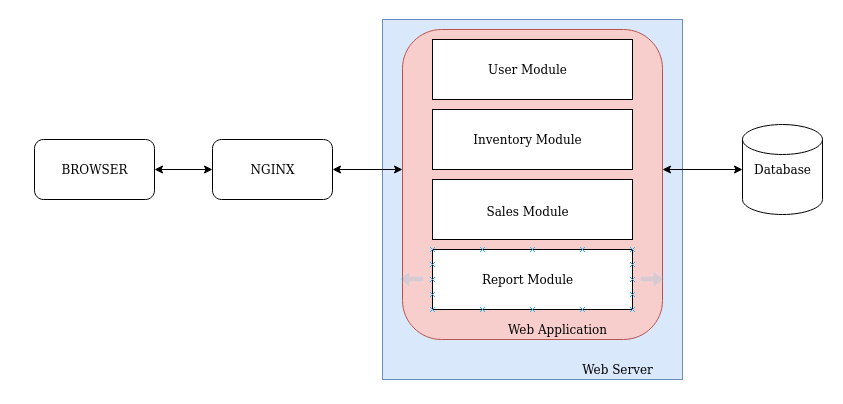 User Module
Inventory Module
BROWSER
NGINX
Database
Sales Module
Report Module
Web Application
Web Server